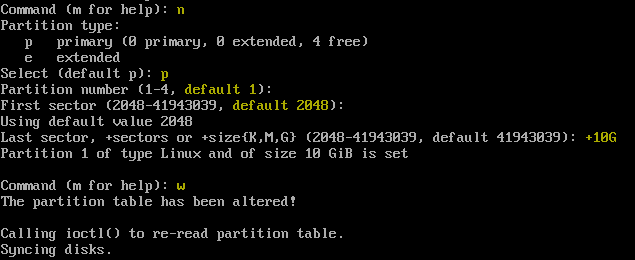 Command (m for help): n
Partition type:
   p   primary (0 primary, 0 extended, 4 free)
   e   extended
Select (default p): p
Partition number (1-4, default 1):
First sector (2048-41943039, default 2048):
Using default value 2048
Last sector, +sectors or +size{K,M,G} (2048-41943039, default 41943039): +10G
Partition 1 of type Linux and of size 10 GiB is set

Command (m for help): w
The partition table has been altered!

Calling ioctl() to re-read partition table.
Syncing disks.